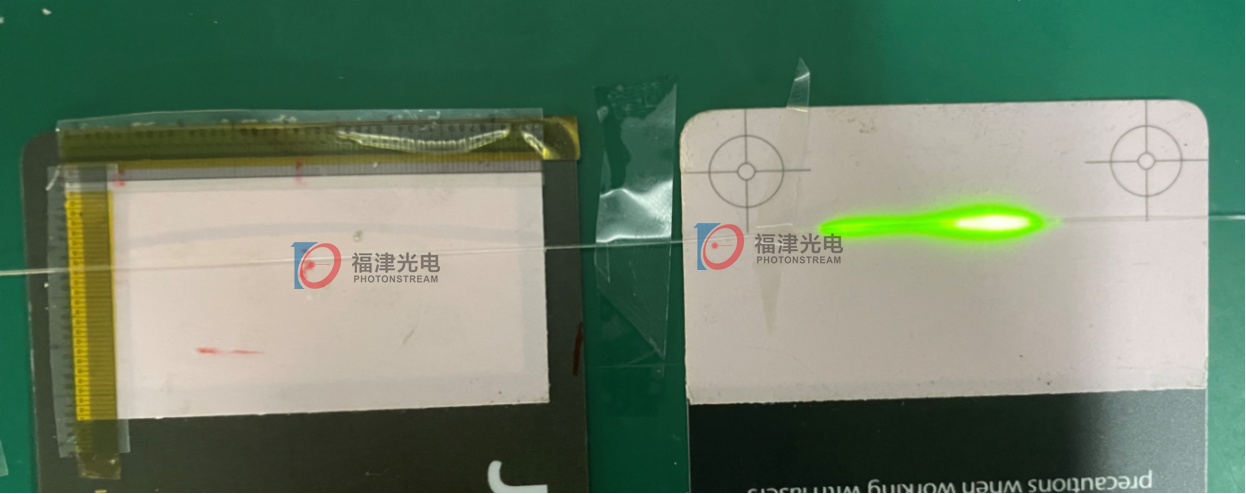 福津光电
PHOTONSTREAM
福津光电
PHOTONSTREAM
precautions when working with lasers